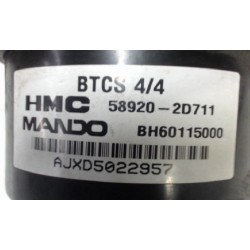 BTCS 4/4
HMC 58920-2D711
MANDO BH60115000
AJXD5022957